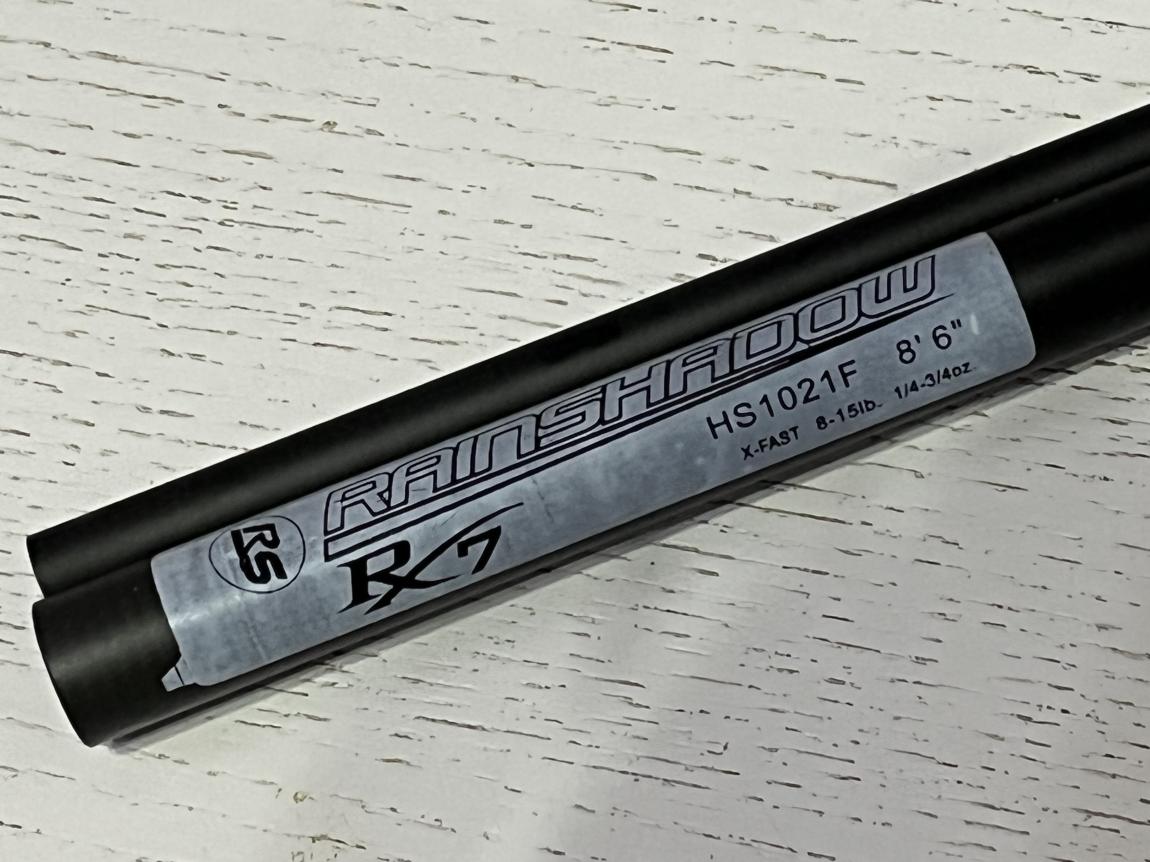 RS
RAINSHADOW
RX7
HS1021F 8' 6"
X-FAST 8-15lb. 1/4-3/4oz.